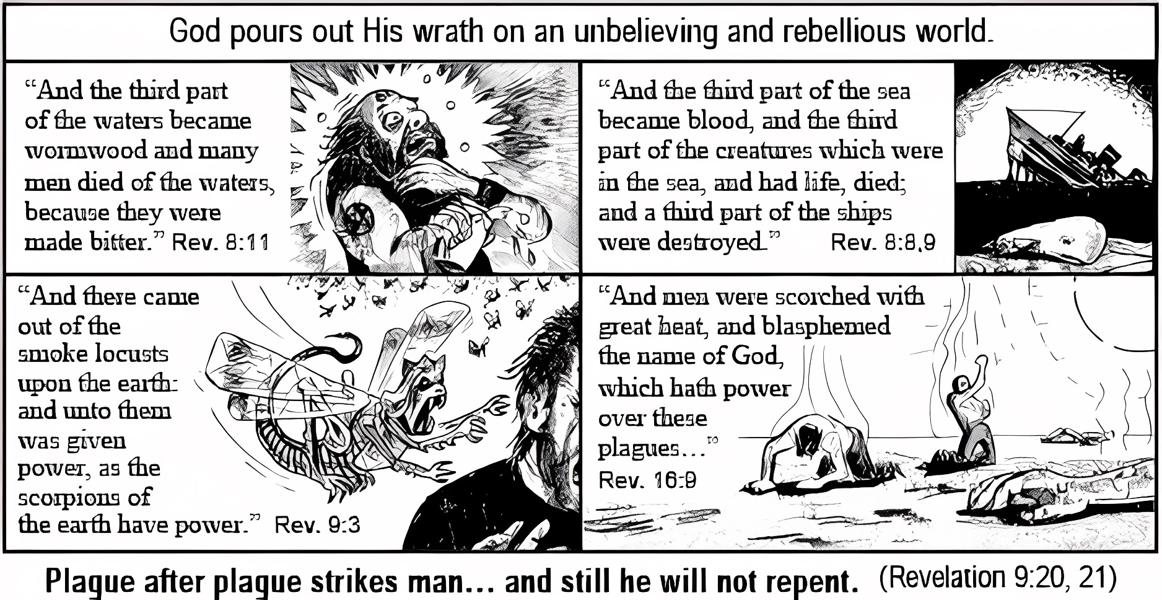 God pours out His wrath on an unbelieving and rebellious world.
“And the third part
of the waters became
wormwood and many
men died of the waters,
because they were
made bitter.” Rev. 8:11
“And the third part of the sea
became blood, and the third
part of the creatures which were
in the sea, and had life, died;
and a third part of the ships
were destroyed.” Rev. 8:8,9
“And there came
out of the
smoke locusts
upon the earth:
and unto them
was given
power, as the
scorpions of
the earth have power.” Rev. 9:3
“And men were scorched with
great heat, and blasphemed
the name of God,
which hath power
over these
plagues...”
Rev. 16:9
Plague after plague strikes man... and still he will not repent. (Revelation 9:20, 21)